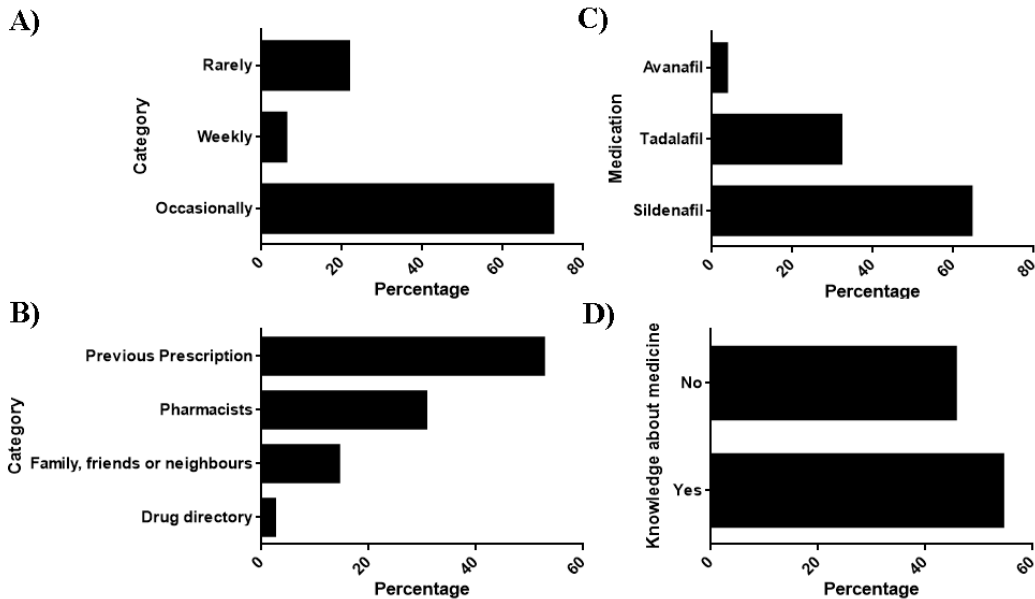 A)
Category
Rarely
Weekly
Occasionally
0 20 40 60 80
Percentage
B)
Category
Previous Prescription
Pharmacists
Family, friends or neighbours
Drug directory
0 20 40 60
Percentage
C)
Medication
Avanafil
Tadalafil
Sildenafil
0 20 40 60 80
Percentage
D)
Knowledge about medicine
No
Yes
0 20 40 60
Percentage